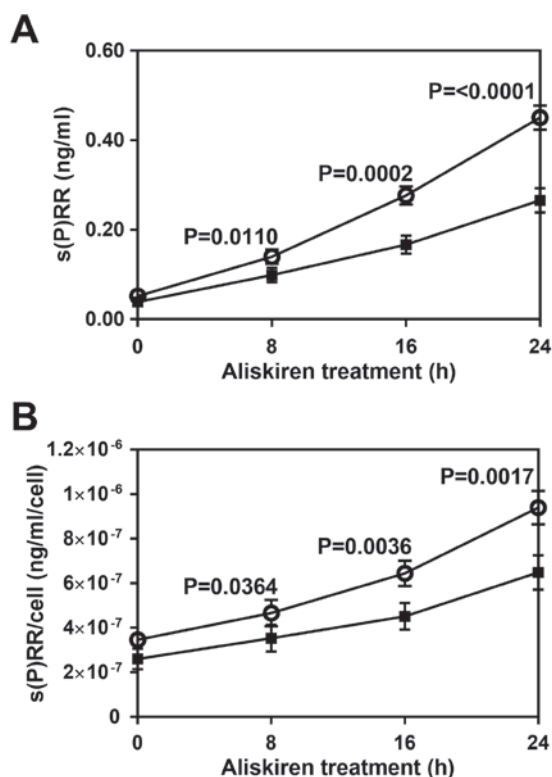 A
s(P)RR (ng/ml)
0.60
0.40
0.20
0.00
P=0.0110
P=0.0002
P=<0.0001
0
8
16
24
Aliskiren treatment (h)
B
s(P)RR/cell (ng/ml/cell)
1.2×10⁻⁶
1×10⁻⁶
8×10⁻⁷
6×10⁻⁷
4×10⁻⁷
2×10⁻⁷
0
P=0.0364
P=0.0036
P=0.0017
0
8
16
24
Aliskiren treatment (h)